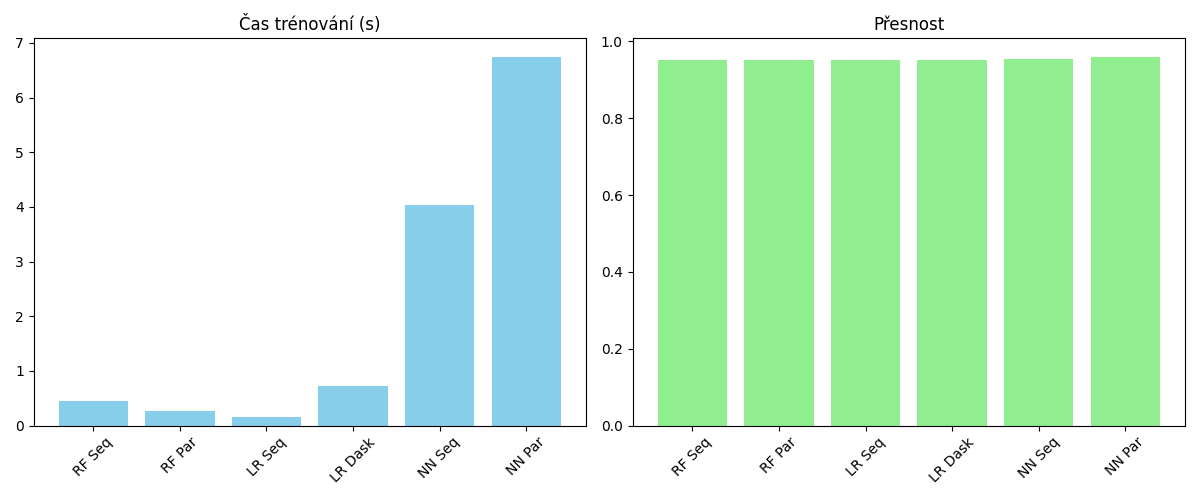 Čas trénování (s)
7
6
5
4
3
2
1
0
RF Seq
RF Par
LR Seq
LR Dask
NN Seq
NN Par
Přesnost
1.0
0.8
0.6
0.4
0.2
0.0
RF Seq
RF Par
LR Seq
LR Dask
NN Seq
NN Par